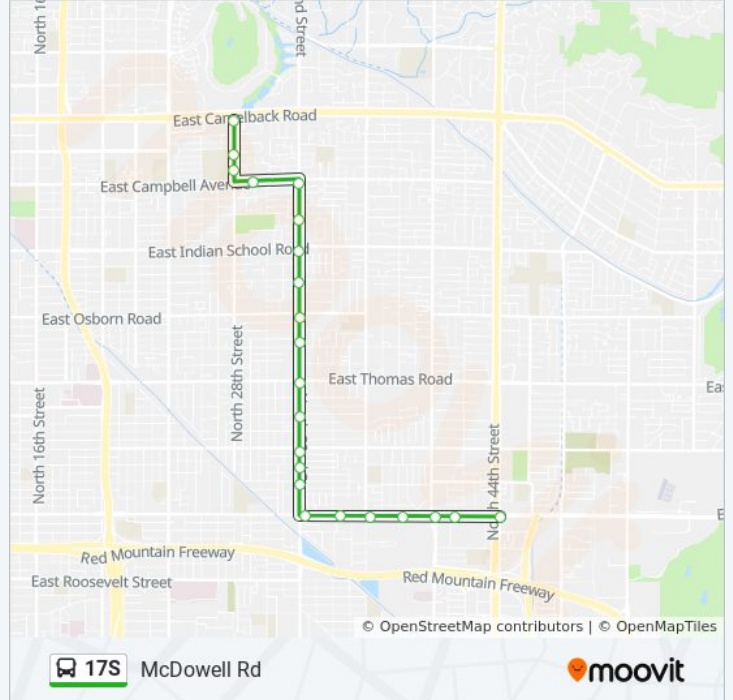 North 16
nd Street
East Camelback Road
East Campbell Avenue
East Indian School Road
East Osborn Road
North 28th Street
East Thomas Road
Ea
North 16th Street
North 44th Street
E
Red Mountain Freeway
East Roosevelt Street
Red Mountain Freeway
© OpenStreetMap contributors | © OpenMapTiles
17S McDowell Rd
moovit